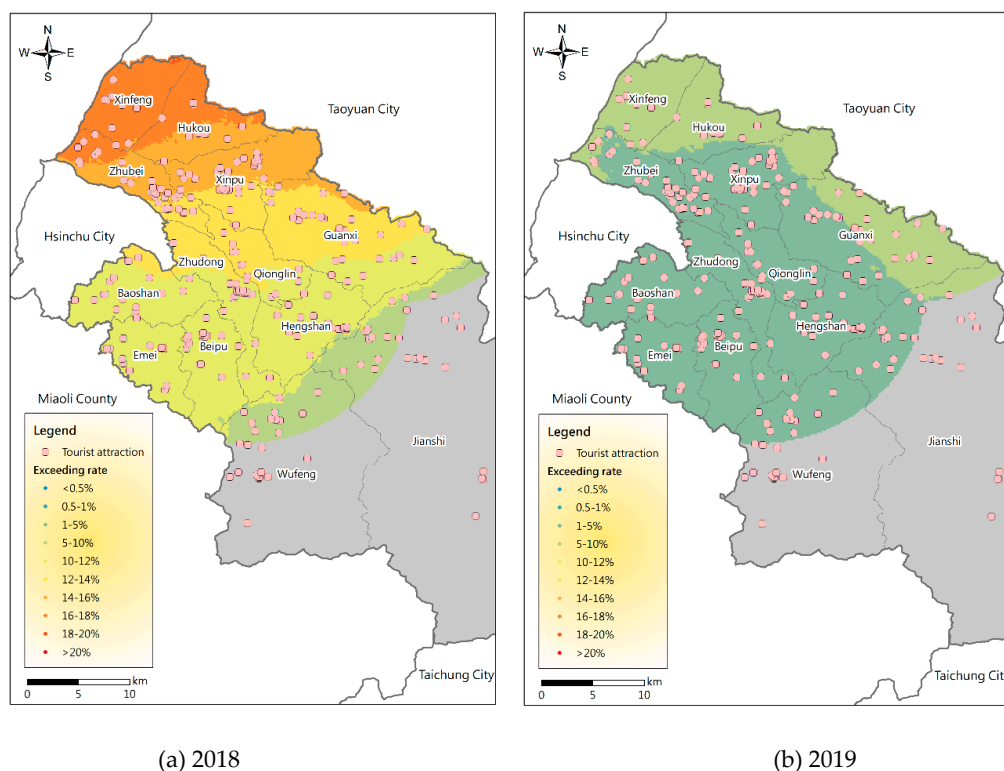 N
W E
S
Xinfeng
Taoyuan City
Hukou
Zhubei
Xinpu
Hsinchu City
Guanxi
Zhudong
Qionglin
Baoshan
Hengshan
Emei
Beipu
Miaoli County
Jianshi
Wufeng
Legend
Tourist attraction
Exceeding rate
<0.5%
0.5-1%
1-5%
5-10%
10-12%
12-14%
14-16%
16-18%
18-20%
>20%
km
0 5 10
Taichung City
(a) 2018
N
W E
S
Xinfeng
Taoyuan City
Hukou
Zhubei
Xinpu
Hsinchu City
Guanxi
Zhudong
Qionglin
Baoshan
Hengshan
Emei
Beipu
Miaoli County
Jianshi
Wufeng
Legend
Tourist attraction
Exceeding rate
<0.5%
0.5-1%
1-5%
5-10%
10-12%
12-14%
14-16%
16-18%
18-20%
>20%
km
0 5 10
Taichung City
(b) 2019